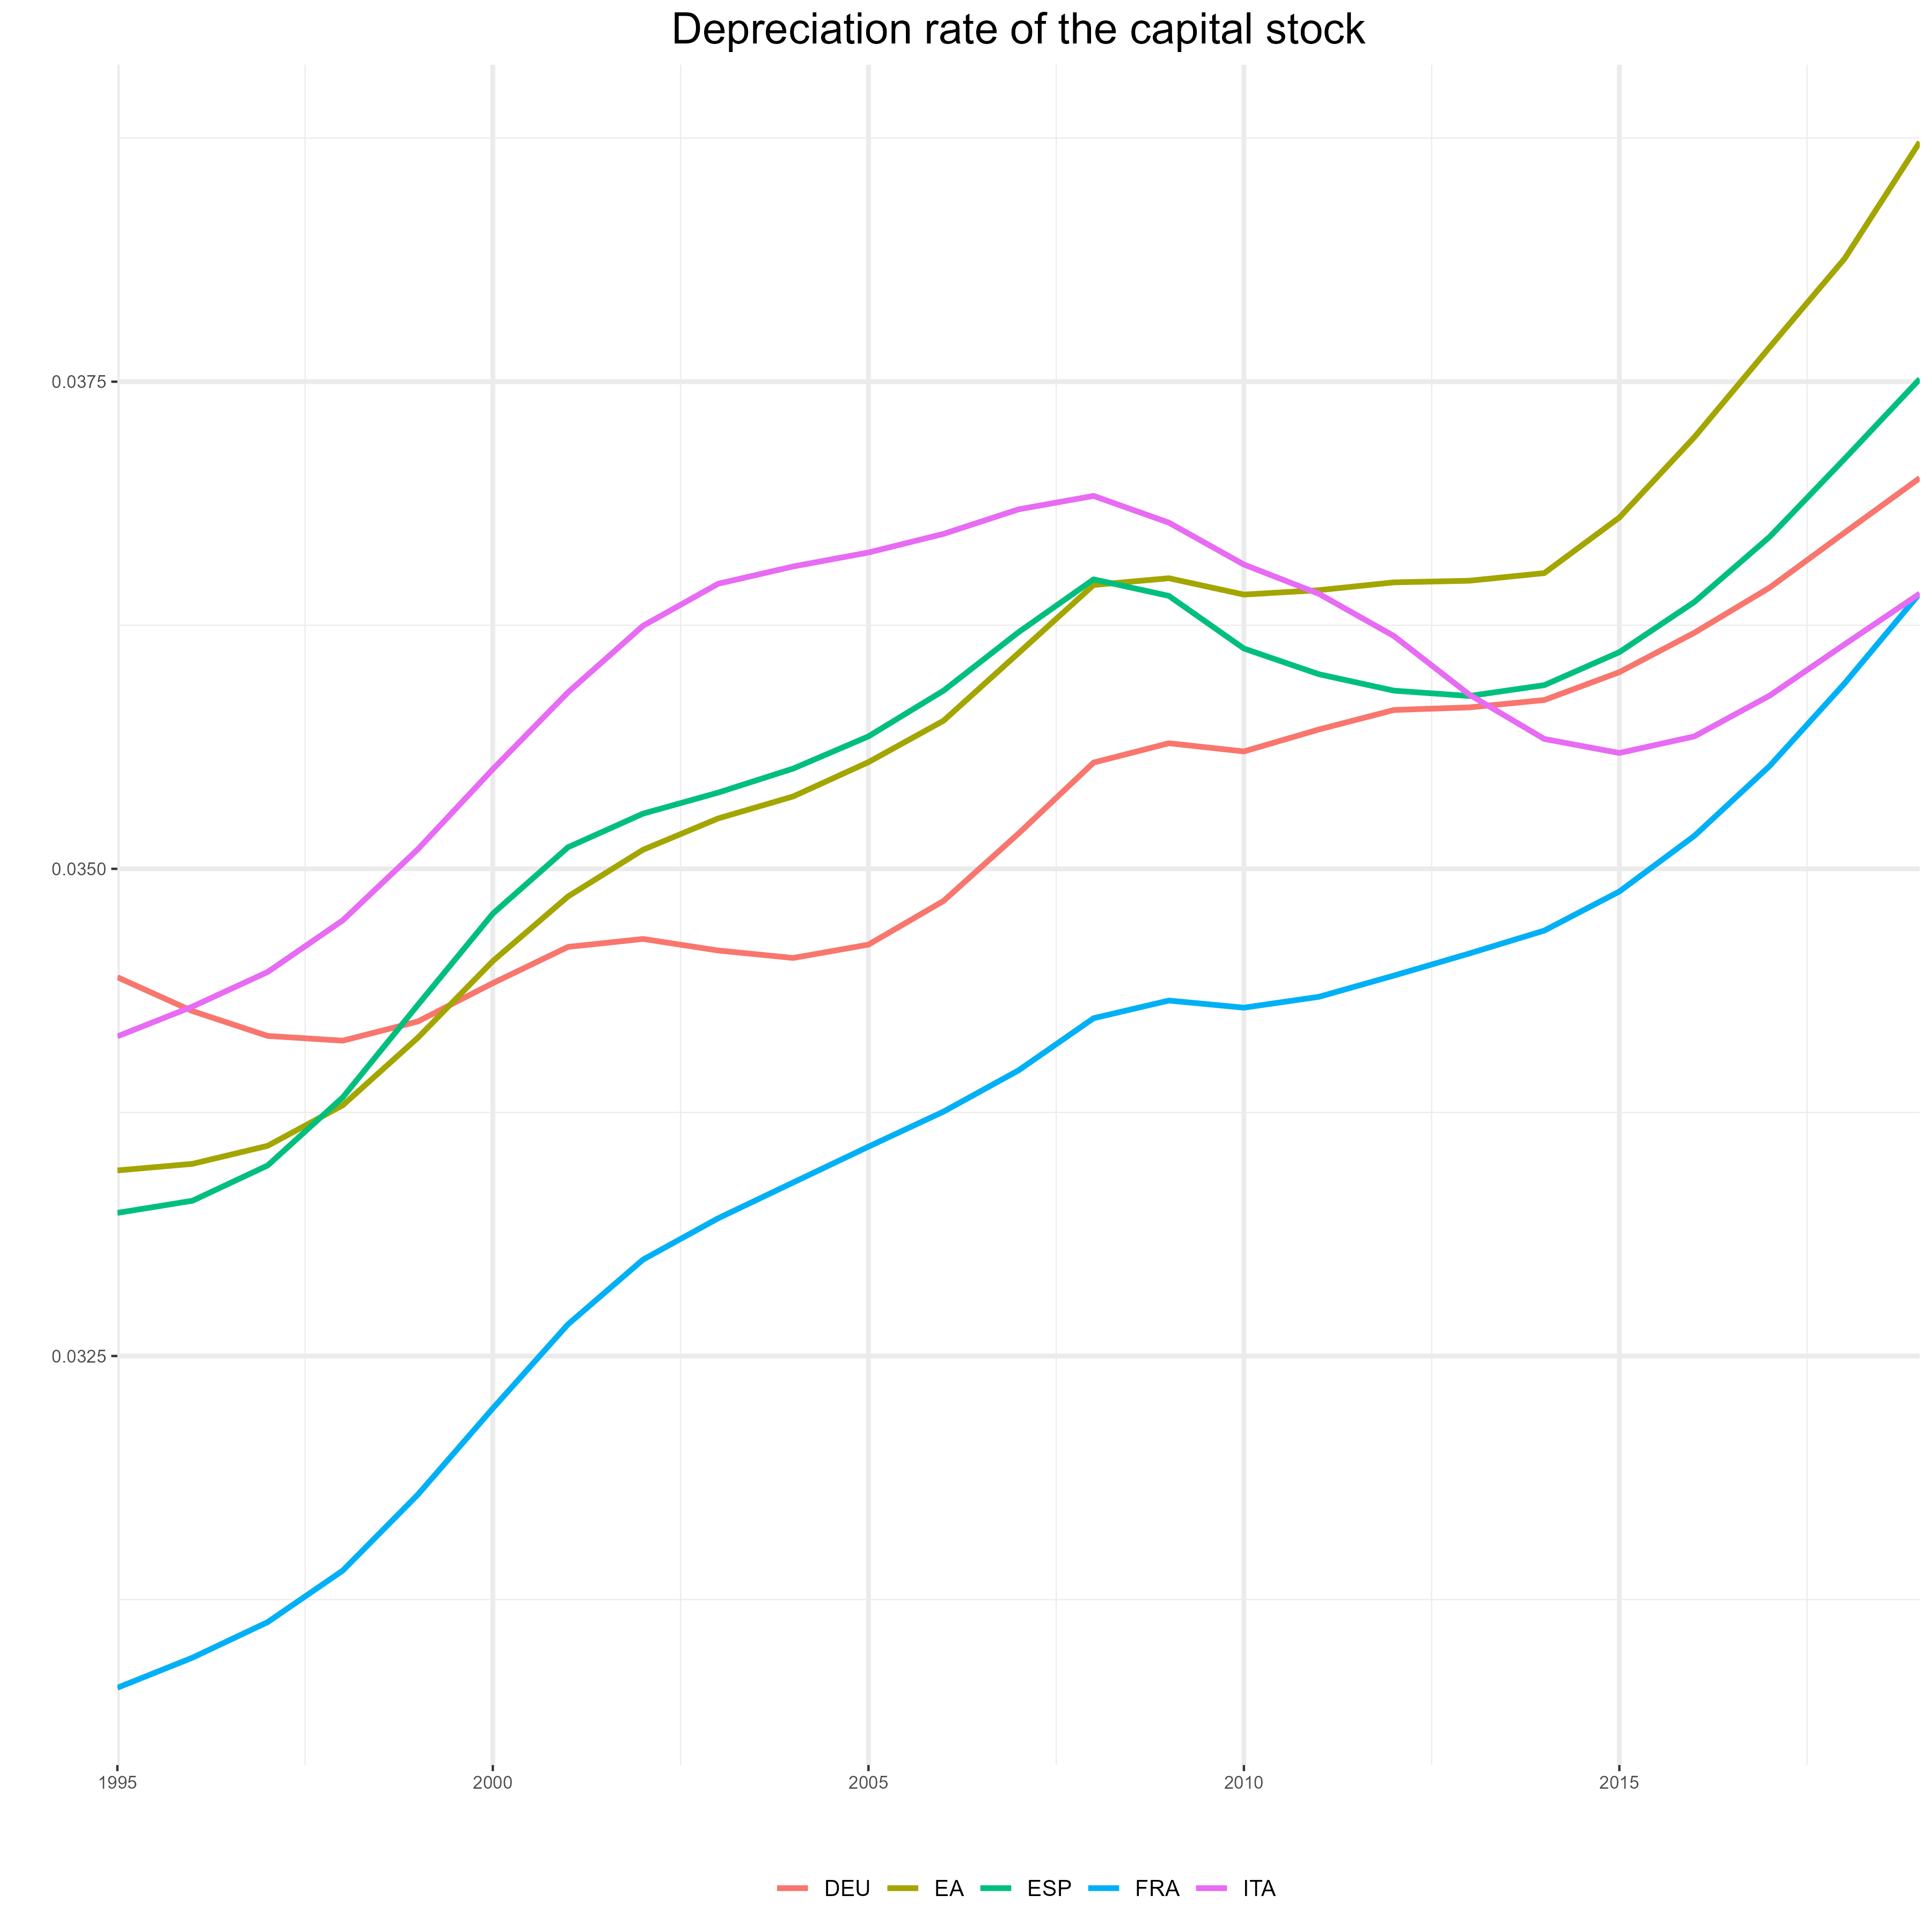 Depreciation rate of the capital stock
0.0375
0.0350
0.0325
1995 2000 2005 2010 2015
DEU EA ESP FRA ITA